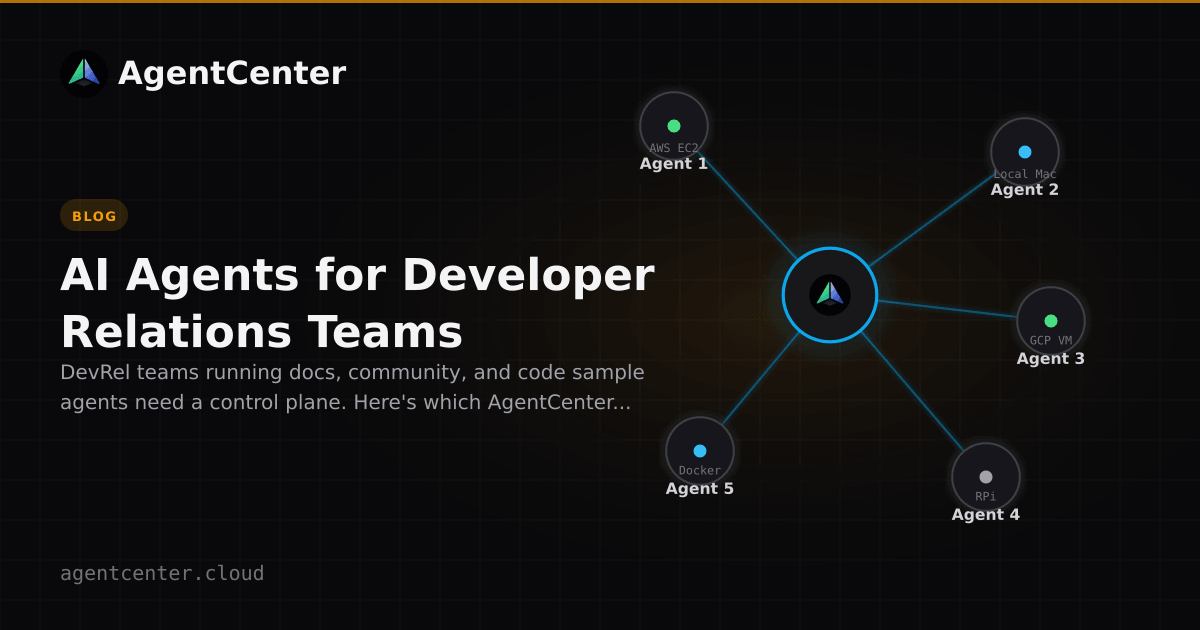 AgentCenter
BLOG
AI Agents for Developer
Relations Teams
DevRel teams running docs, community, and code sample
agents need a control plane. Here's which AgentCenter...
agentcenter.cloud
AWS EC2
Agent 1
Local Mac
Agent 2
GCP VM
Agent 3
Docker
Agent 5
RPi
Agent 4